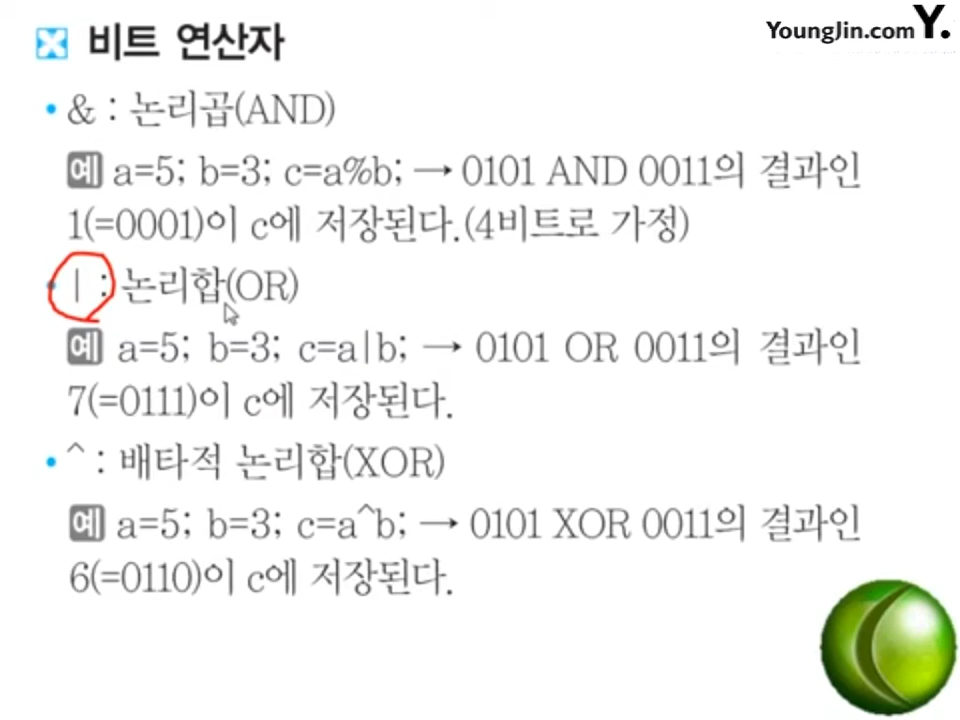 비트 연산자
YoungJin.com Y.
• & : 논리곱(AND)
예 a=5; b=3; c=a%b; → 0101 AND 0011의 결과인
1(=0001)이 c에 저장된다.(4비트로 가정)
• | : 논리합(OR)
예 a=5; b=3; c=a|b; → 0101 OR 0011의 결과인
7(=0111)이 c에 저장된다.
• ^ : 배타적 논리합(XOR)
예 a=5; b=3; c=a^b; → 0101 XOR 0011의 결과인
6(=0110)이 c에 저장된다.